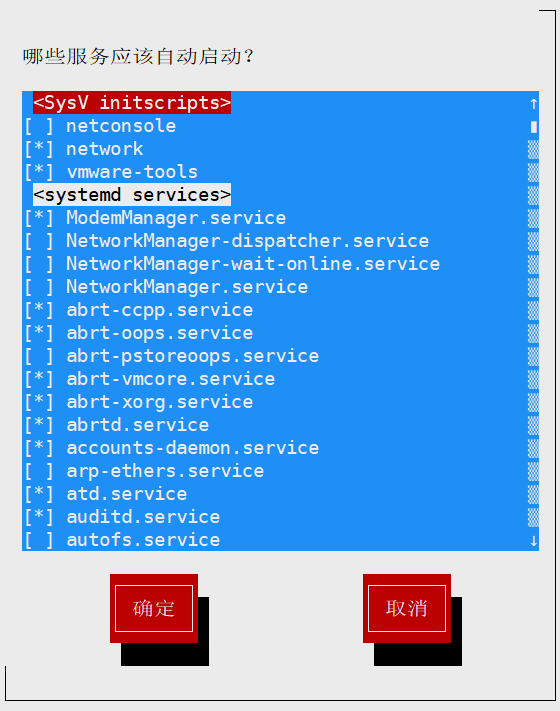 哪些服务应该自动启动？
<SysV initscripts>
[ ] netconsole
[*] network
[*] vmware-tools
<systemd services>
[*] ModemManager.service
[ ] NetworkManager-dispatcher.service
[ ] NetworkManager-wait-online.service
[ ] NetworkManager.service
[*] abrt-ccpp.service
[*] abrt-oops.service
[ ] abrt-pstoreoops.service
[*] abrt-vmcore.service
[*] abrt-xorg.service
[*] abrtd.service
[*] accounts-daemon.service
[ ] arp-ethers.service
[*] atd.service
[*] auditd.service
[ ] autofs.service
确定 取消